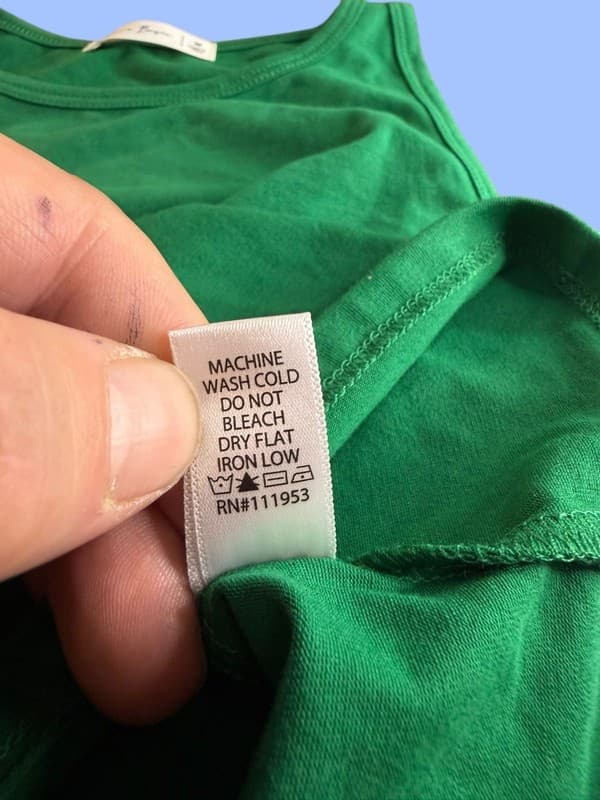 MACHINE
WASH COLD
DO NOT
BLEACH
DRY FLAT
IRON LOW
RN#111953